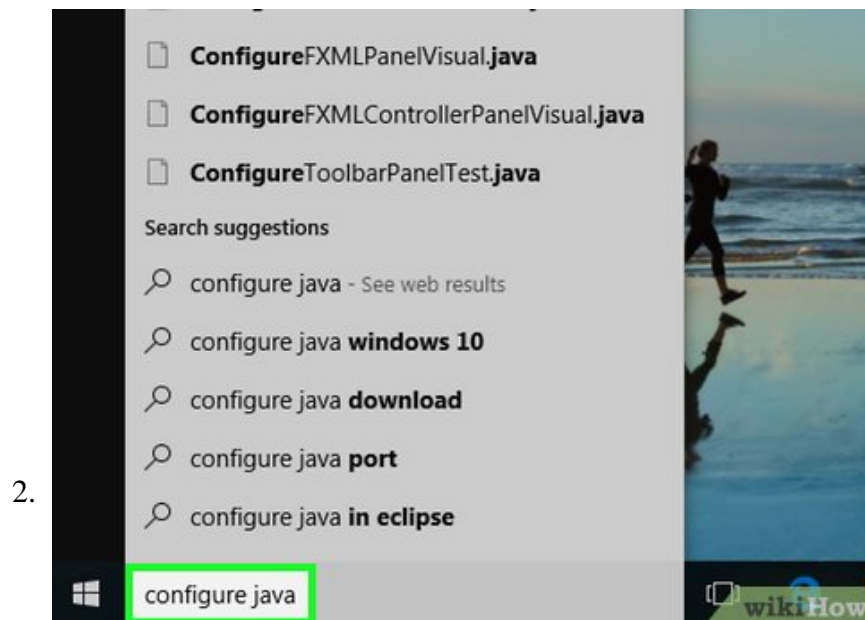 ConfigureFXMLPanelVisual.java
ConfigureFXMLControllerPanelVisual.java
ConfigureToolbarPanelTest.java
Search suggestions
configure java - See web results
configure java windows 10
configure java download
configure java port
2.
configure java in eclipse
configure java
wikiHow